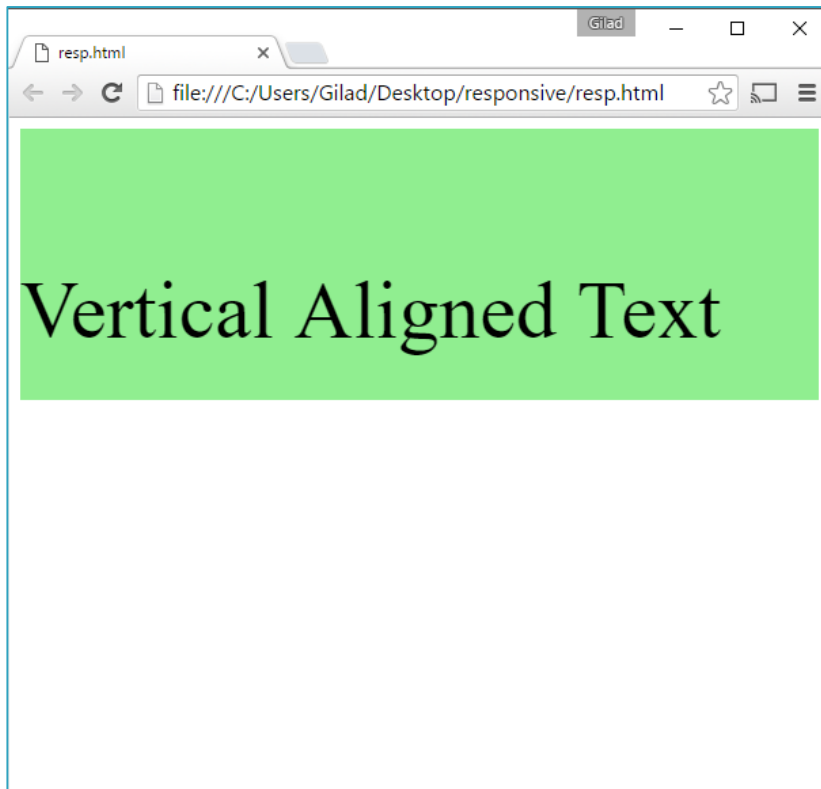 Gilad
resp.html
file:///C:/Users/Gilad/Desktop/responsive/resp.html
Vertical Aligned Text